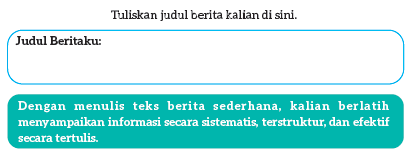 Tuliskan judul berita kalian di sini.
Judul Beritaku:
Dengan menulis teks berita sederhana, kalian berlatih
menyampaikan informasi secara sistematis, terstruktur, dan efektif
secara tertulis.